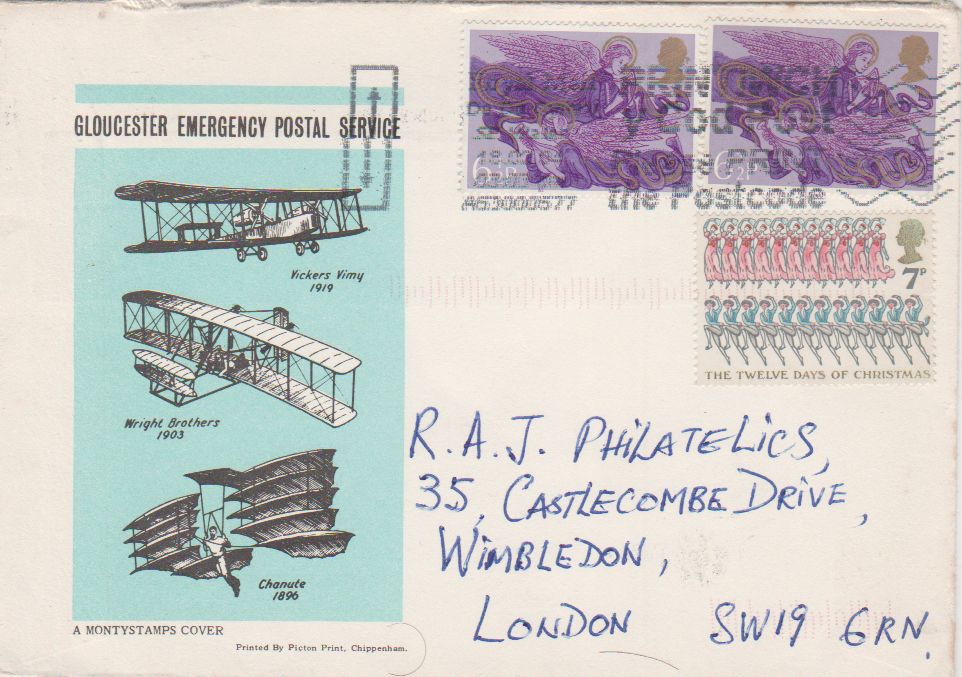 GLOUCESTER EMERGENCY POSTAL SERVICE
Vickers Vimy
1919
Wright Brothers
1903
Chanute
1896
A MONTYSTAMPS COVER
Printed By Picton Print, Chippenham.
the Postcode
7P
THE TWELVE DAYS OF CHRISTMAS
R.A.J. PHILATELICS,
35, CASTLECOMBE DRIVE,
WIMBLEDON,
LONDON SW19 6RN.